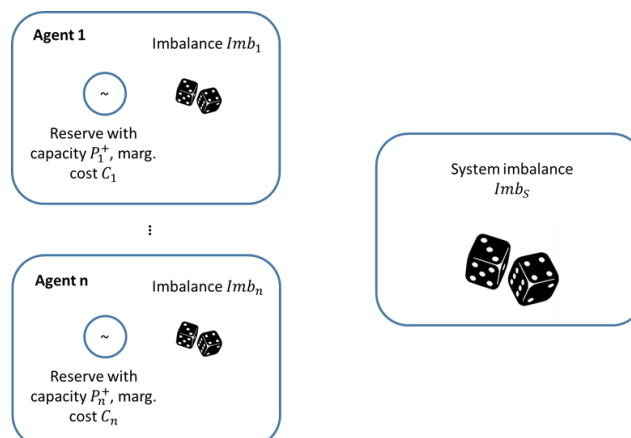 Agent 1
Imbalance Imb₁
~
Reserve with
capacity P₁⁺, marg.
cost C₁
⋮
Agent n
Imbalance Imbₙ
~
Reserve with
capacity Pₙ⁺, marg.
cost Cₙ
System imbalance
Imb_S